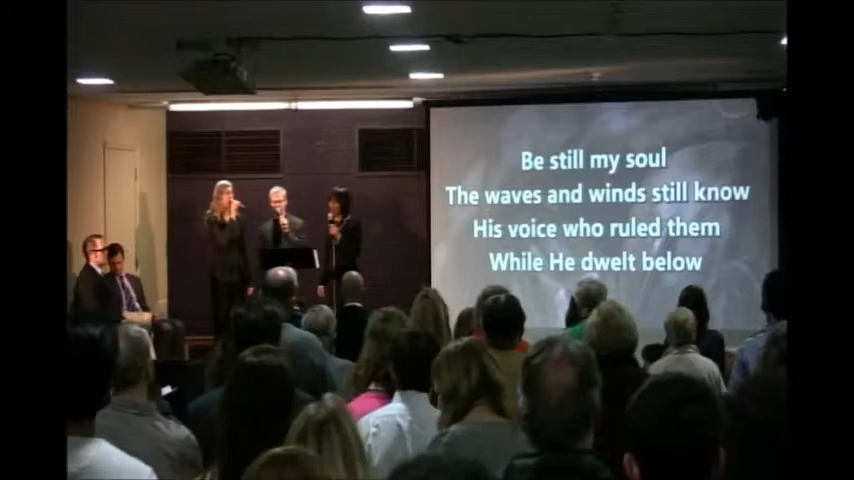 Be still my soul
The waves and winds still know
His voice who ruled them
While He dwelt below